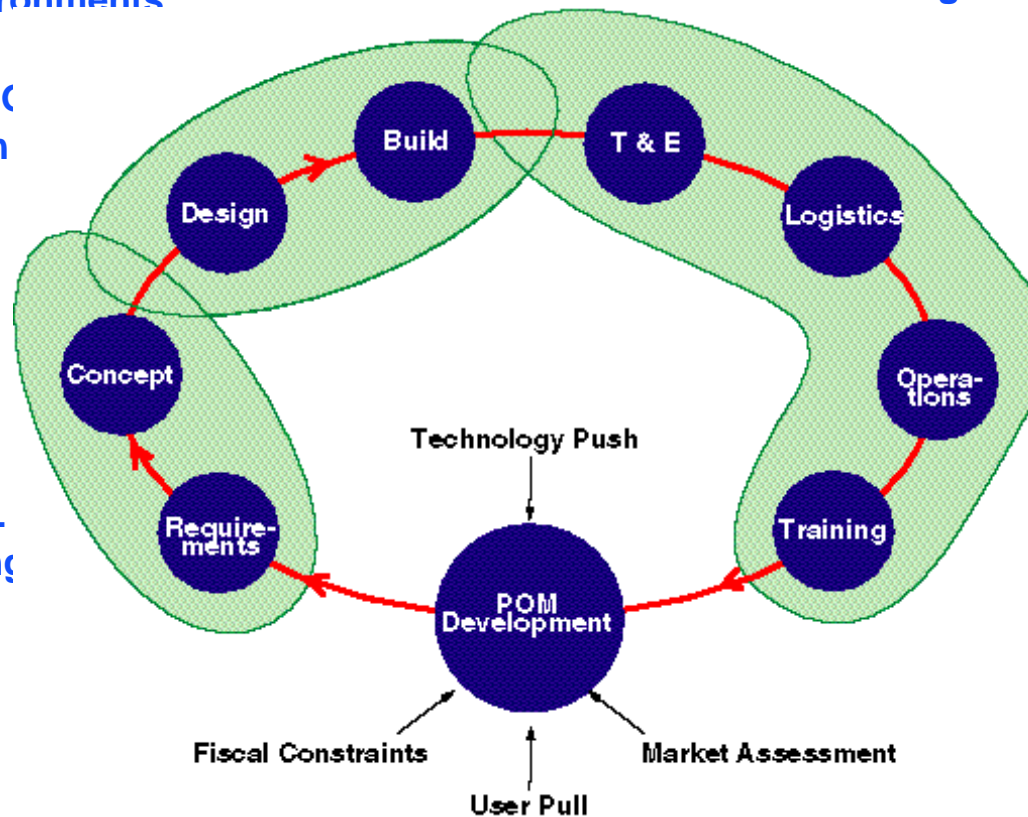 Build
T & E
Design
Logistics
Concept
Opera-
tions
Technology Push
Require-
ments
Training
POM
Development
Fiscal Constraints
Market Assessment
User Pull